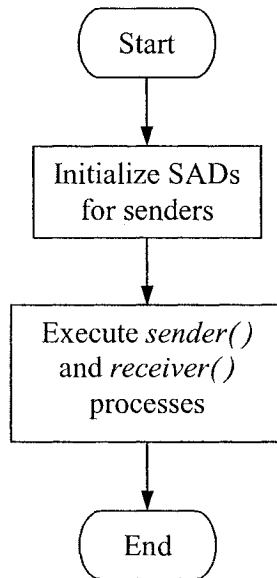 Start
Initialize SADs
for senders
Execute sender()
and receiver()
processes
End